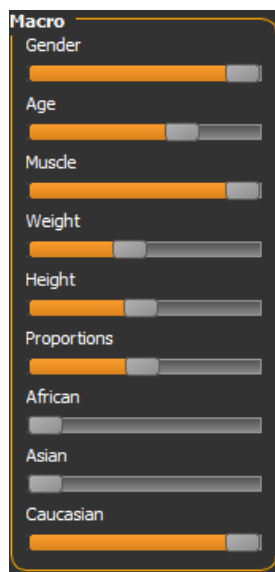 Macro
Gender
Age
Muscle
Weight
Height
Proportions
African
Asian
Caucasian